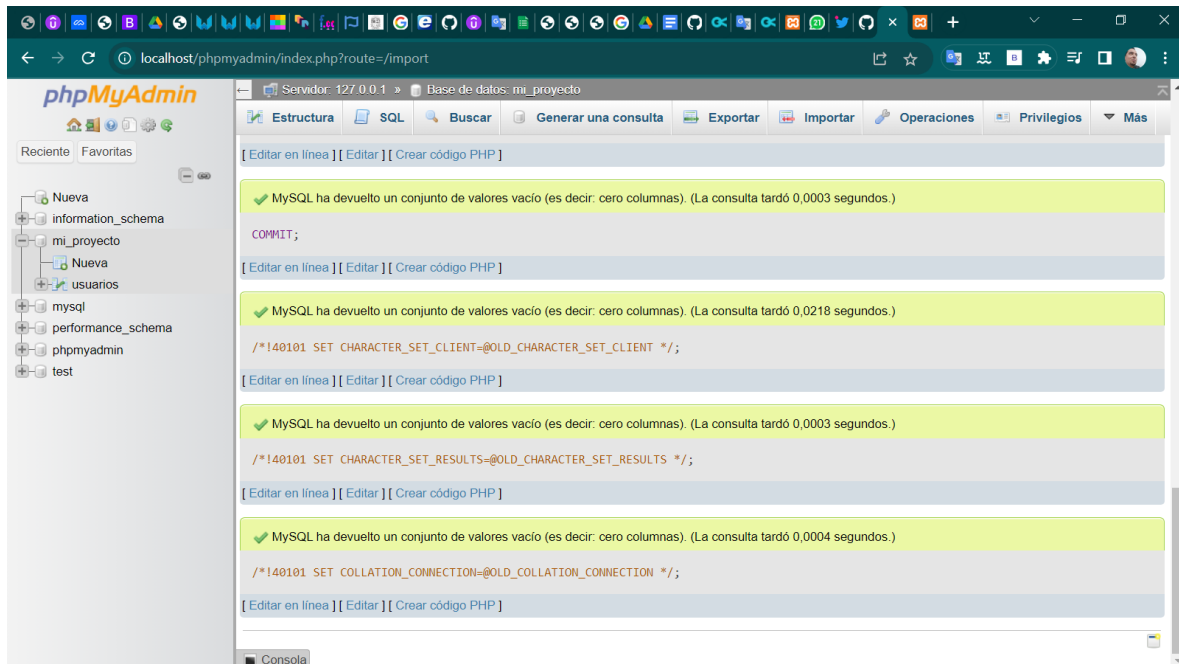 localhost/phpmyadmin/index.php?route=/import
phpMyAdmin
Reciente Favoritas
Nueva
information_schema
mi_proyecto
Nueva
usuarios
mysql
performance_schema
phpmyadmin
test
Servidor: 127.0.0.1 » Base de datos: mi_proyecto
Estructura SQL Buscar Generar una consulta Exportar Importar Operaciones Privilegios Más
[ Editar en línea ] [ Editar ] [ Crear código PHP ]
MySQL ha devuelto un conjunto de valores vacío (es decir: cero columnas). (La consulta tardó 0,0003 segundos.)
COMMIT;
[ Editar en línea ] [ Editar ] [ Crear código PHP ]
MySQL ha devuelto un conjunto de valores vacío (es decir: cero columnas). (La consulta tardó 0,0218 segundos.)
/*!40101 SET CHARACTER_SET_CLIENT=@OLD_CHARACTER_SET_CLIENT */;
[ Editar en línea ] [ Editar ] [ Crear código PHP ]
MySQL ha devuelto un conjunto de valores vacío (es decir: cero columnas). (La consulta tardó 0,0003 segundos.)
/*!40101 SET CHARACTER_SET_RESULTS=@OLD_CHARACTER_SET_RESULTS */;
[ Editar en línea ] [ Editar ] [ Crear código PHP ]
MySQL ha devuelto un conjunto de valores vacío (es decir: cero columnas). (La consulta tardó 0,0004 segundos.)
/*!40101 SET COLLATION_CONNECTION=@OLD_COLLATION_CONNECTION */;
[ Editar en línea ] [ Editar ] [ Crear código PHP ]
Consola